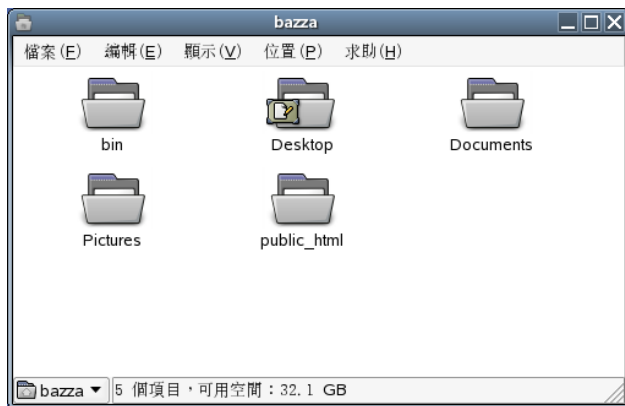 bazza
檔案(F) 編輯(E) 顯示(V) 位置(P) 求助(H)
bin Desktop Documents
Pictures public_html
bazza 5 個項目，可用空間：32.1 GB